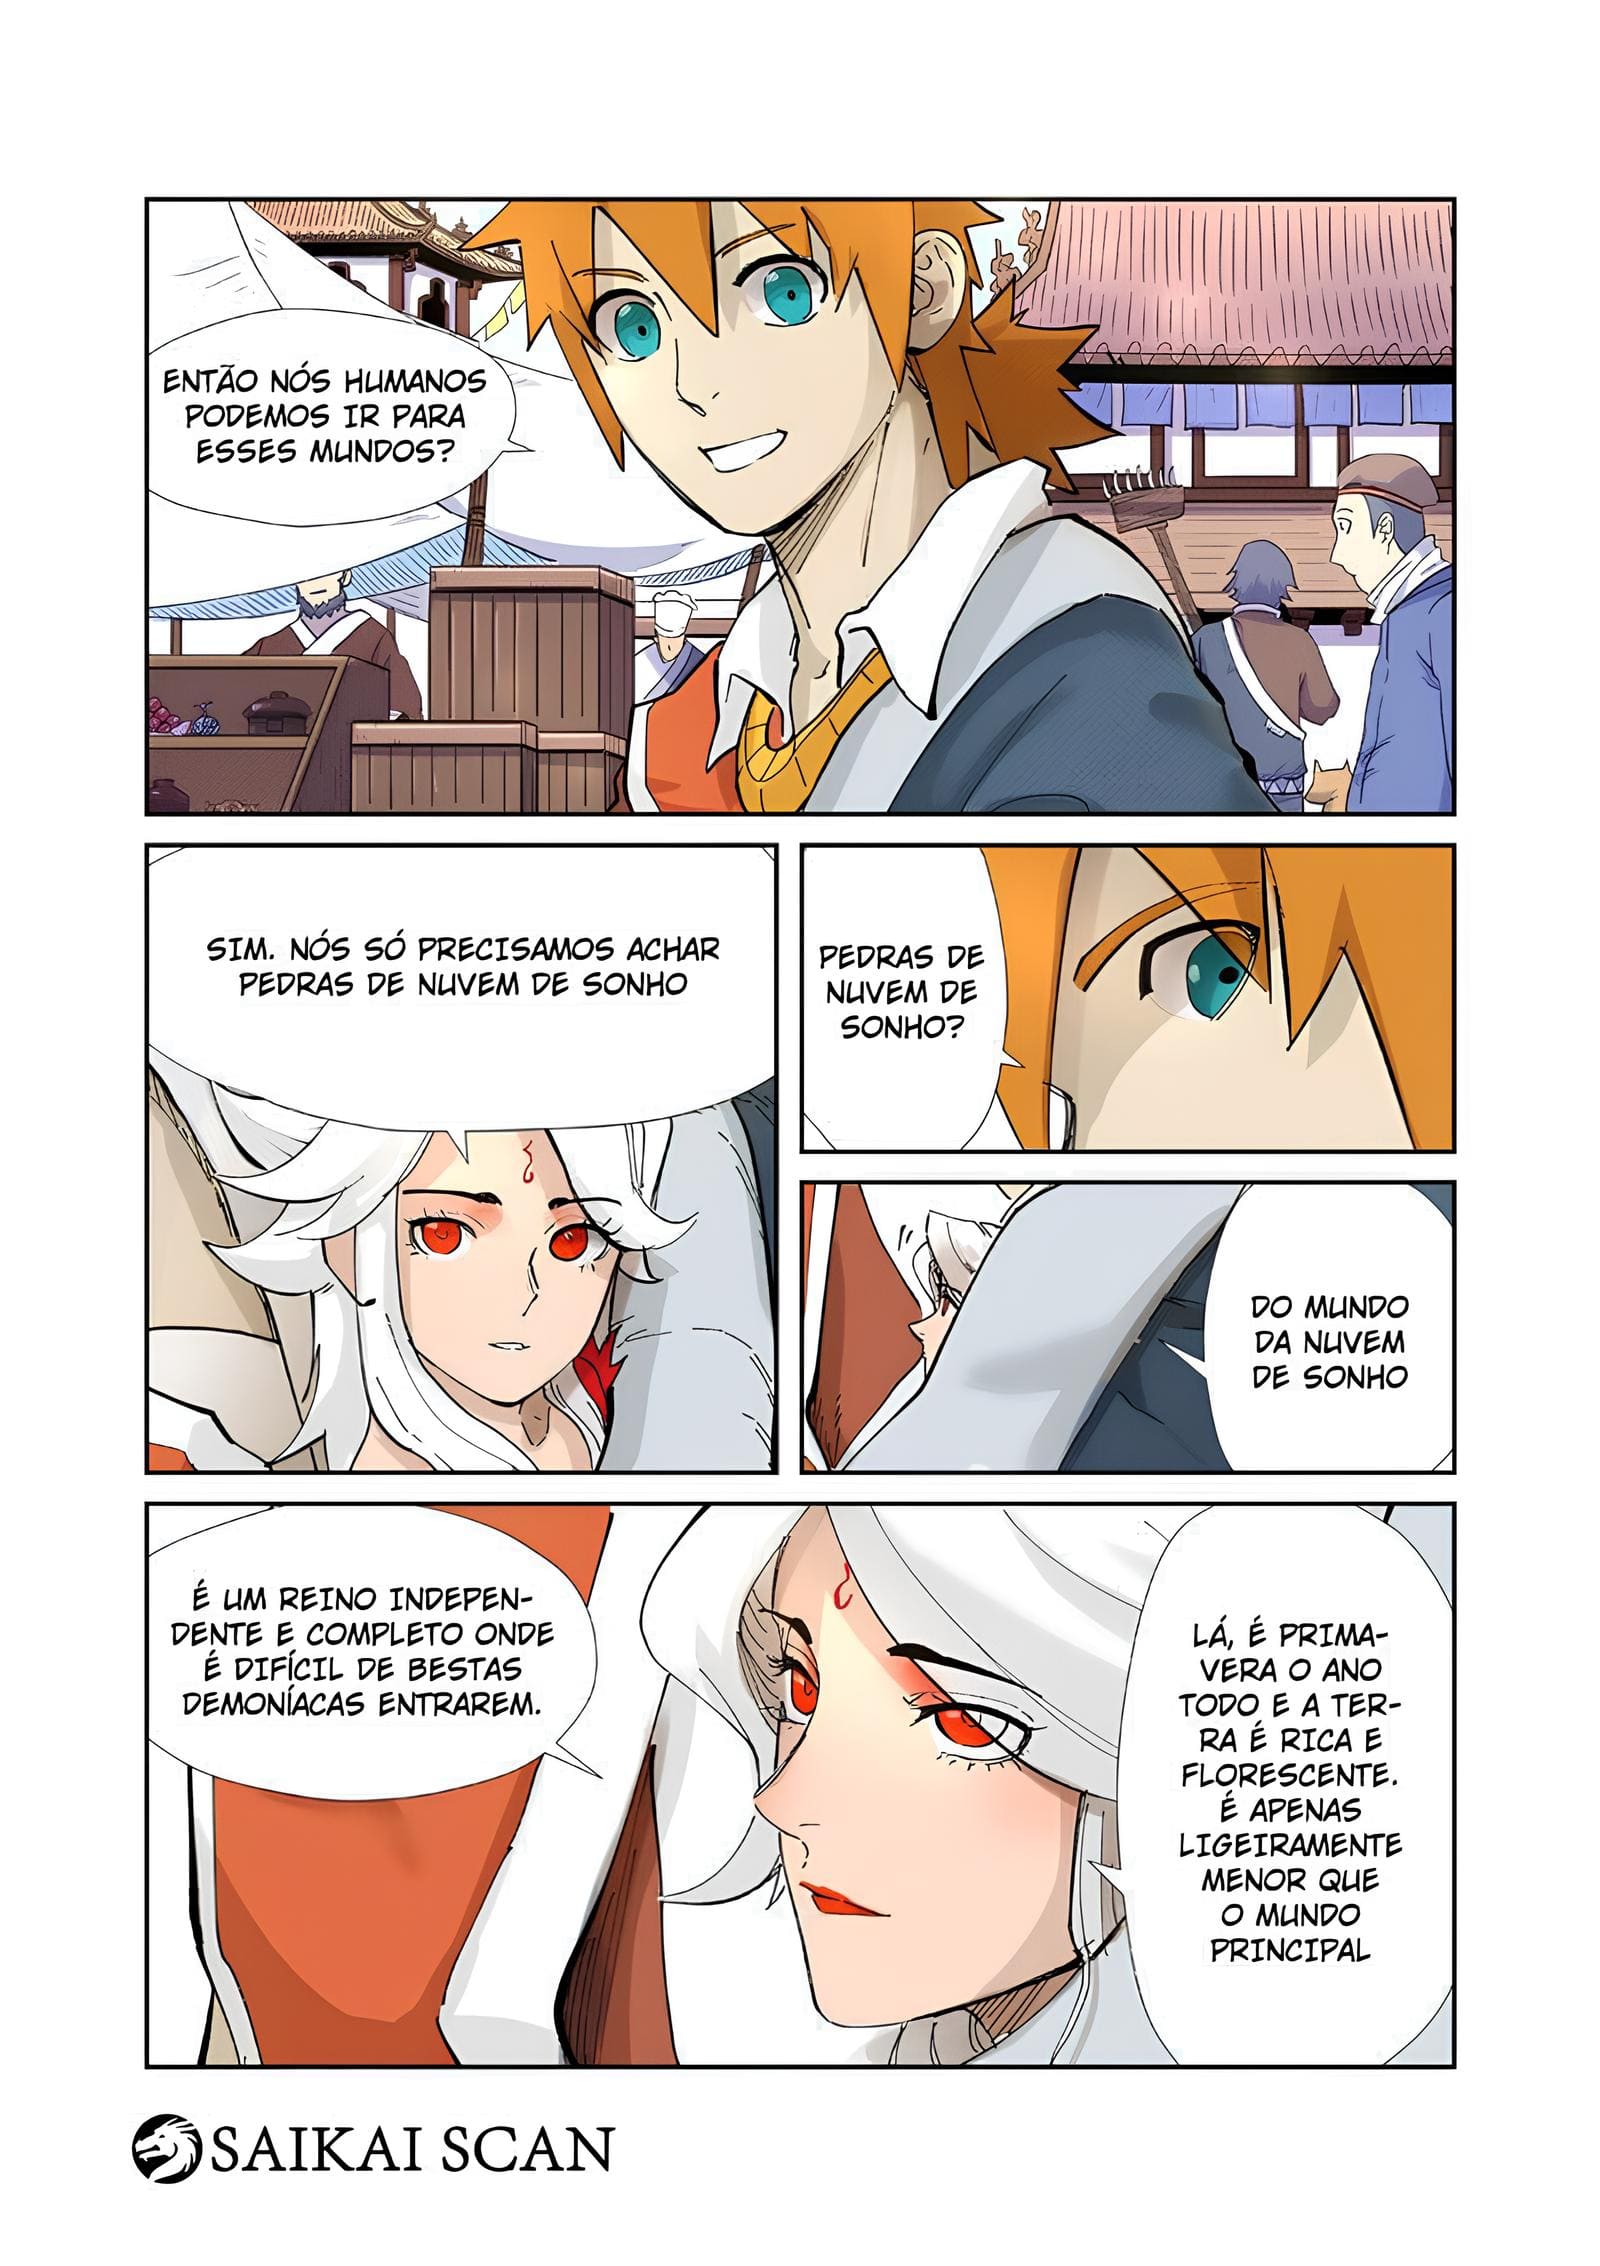 ENTÃO NÓS HUMANOS
PODEMOS IR PARA
ESSES MUNDOS?
SIM. NÓS SÓ PRECISAMOS ACHAR
PEDRAS DE NUVEM DE SONHO
PEDRAS DE
NUVEM DE
SONHO?
DO MUNDO
DA NUVEM
DE SONHO
É UM REINO INDEPEN-
DENTE E COMPLETO ONDE
É DIFÍCIL DE BESTAS
DEMONÍACAS ENTRAREM.
LÁ, É PRIMA-
VERA O ANO
TODO E A TER-
RA É RICA E
FLORESCENTE.
É APENAS
LIGEIRAMENTE
MENOR QUE
O MUNDO
PRINCIPAL
SAIKAI SCAN